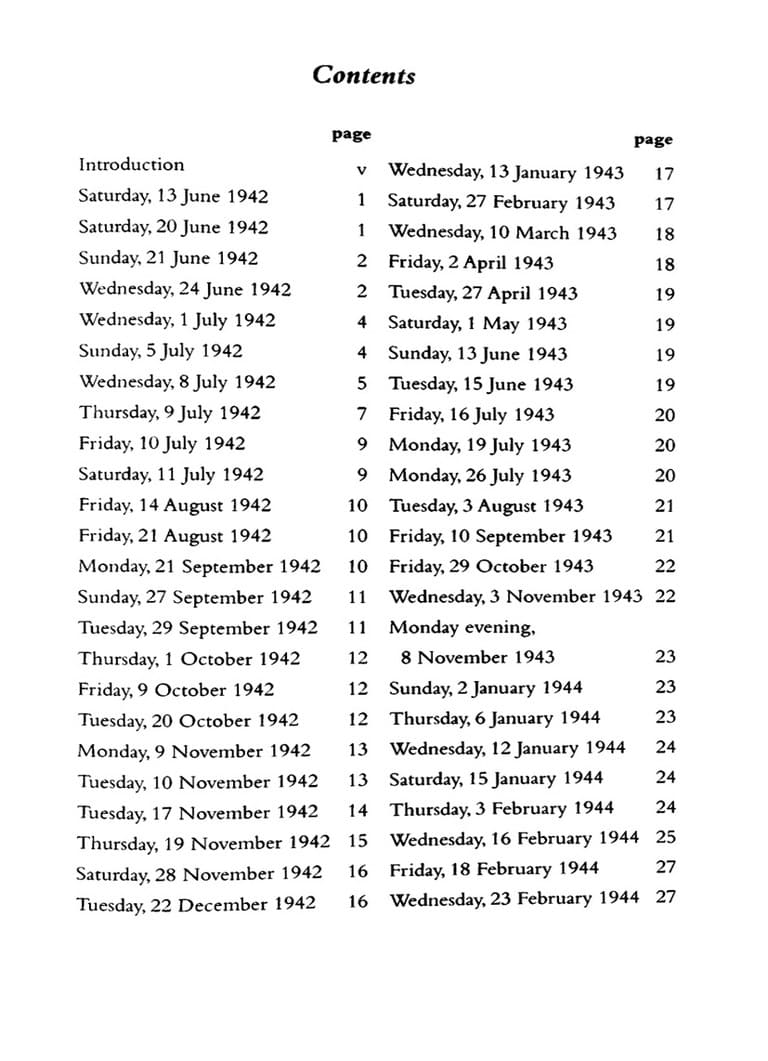 Contents
page
Introduction v
Saturday, 13 June 1942 1
Saturday, 20 June 1942 1
Sunday, 21 June 1942 2
Wednesday, 24 June 1942 2
Wednesday, 1 July 1942 4
Sunday, 5 July 1942 4
Wednesday, 8 July 1942 5
Thursday, 9 July 1942 7
Friday, 10 July 1942 9
Saturday, 11 July 1942 9
Friday, 14 August 1942 10
Friday, 21 August 1942 10
Monday, 21 September 1942 10
Sunday, 27 September 1942 11
Tuesday, 29 September 1942 11
Thursday, 1 October 1942 12
Friday, 9 October 1942 12
Tuesday, 20 October 1942 12
Monday, 9 November 1942 13
Tuesday, 10 November 1942 13
Tuesday, 17 November 1942 14
Thursday, 19 November 1942 15
Saturday, 28 November 1942 16
Tuesday, 22 December 1942 16
page
Wednesday, 13 January 1943 17
Saturday, 27 February 1943 17
Wednesday, 10 March 1943 18
Friday, 2 April 1943 18
Tuesday, 27 April 1943 19
Saturday, 1 May 1943 19
Sunday, 13 June 1943 19
Tuesday, 15 June 1943 19
Friday, 16 July 1943 20
Monday, 19 July 1943 20
Monday, 26 July 1943 20
Tuesday, 3 August 1943 21
Friday, 10 September 1943 21
Friday, 29 October 1943 22
Wednesday, 3 November 1943 22
Monday evening,
8 November 1943 23
Sunday, 2 January 1944 23
Thursday, 6 January 1944 23
Wednesday, 12 January 1944 24
Saturday, 15 January 1944 24
Thursday, 3 February 1944 24
Wednesday, 16 February 1944 25
Friday, 18 February 1944 27
Wednesday, 23 February 1944 27